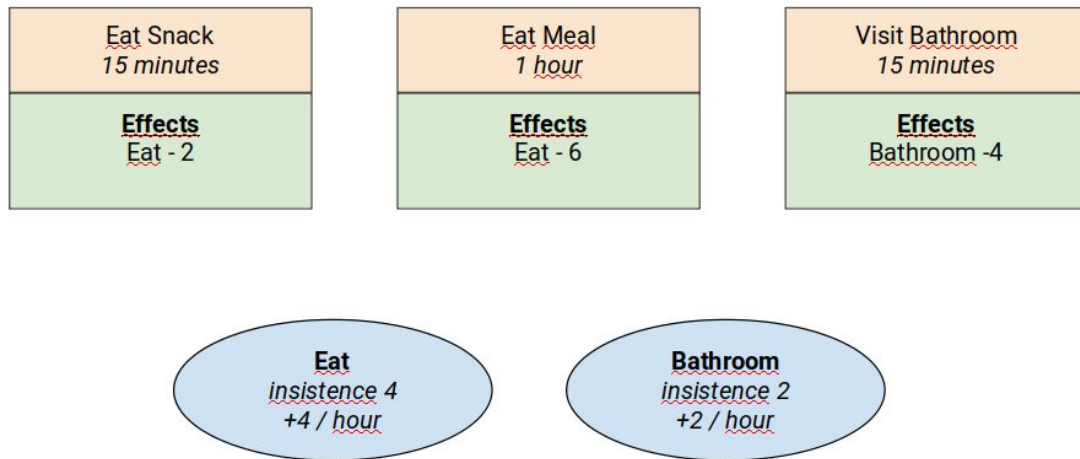 Eat Snack
15 minutes
Effects
Eat - 2
Eat Meal
1 hour
Effects
Eat - 6
Visit Bathroom
15 minutes
Effects
Bathroom -4
Eat
insistence 4
+4 / hour
Bathroom
insistence 2
+2 / hour